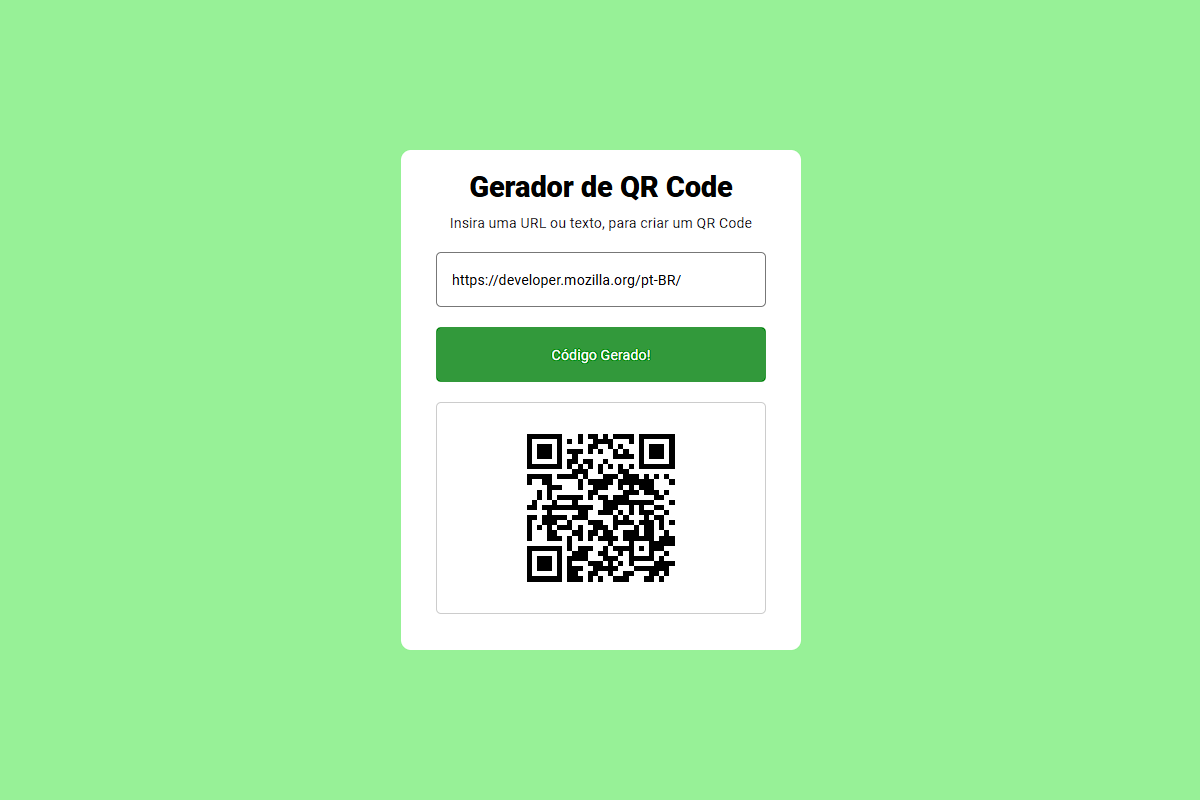 Gerador de QR Code
Insira uma URL ou texto, para criar um QR Code
https://developer.mozilla.org/pt-BR/
Código Gerado!